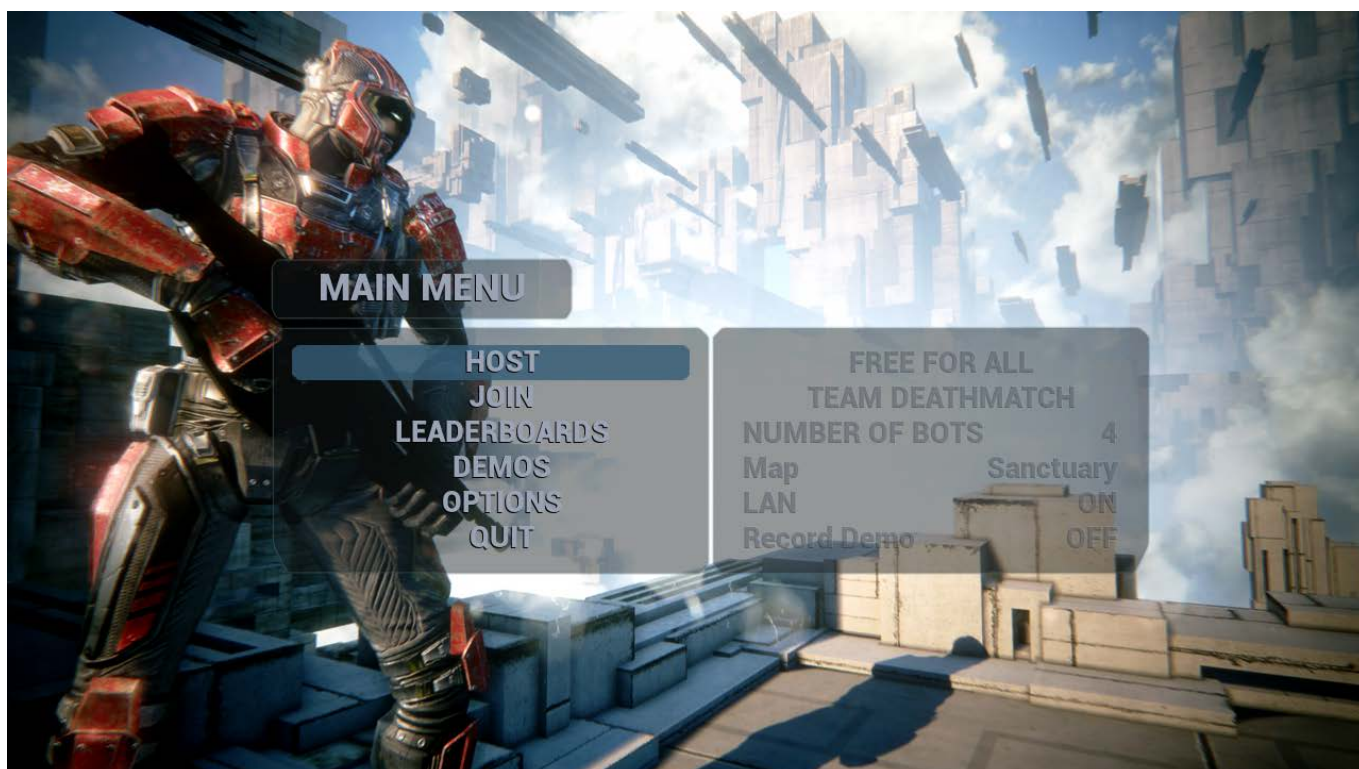 MAIN MENU
HOST
JOIN
LEADERBOARDS
DEMOS
OPTIONS
QUIT
FREE FOR ALL
TEAM DEATHMATCH
NUMBER OF BOTS 4
Map Sanctuary
LAN ON
Record Demo OFF